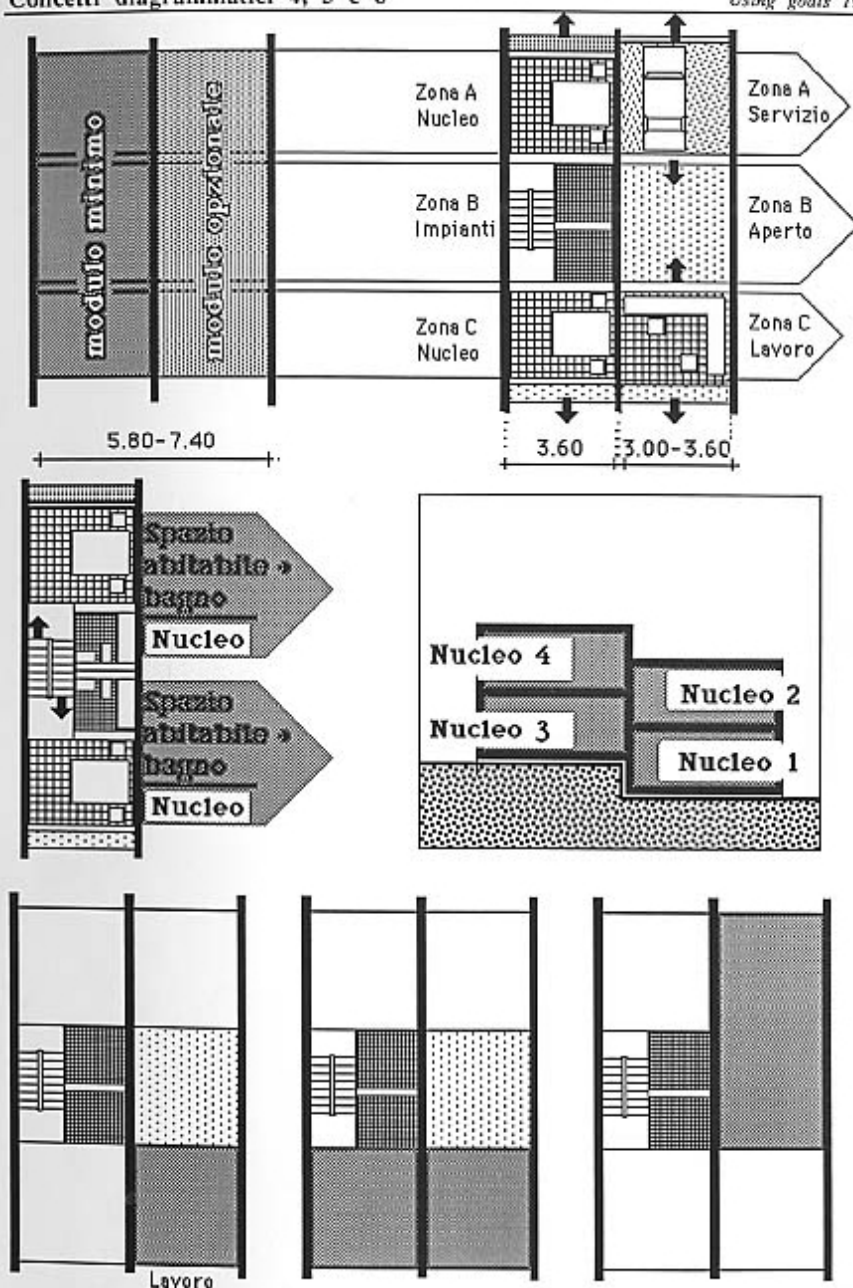 Concetti diagrammatici 4, 5 e 6
Using goals
modulo minimo
modulo opzionale
Zona A
Nucleo
Zona A
Servizio
Zona B
Impianti
Zona B
Aperto
Zona C
Nucleo
Zona C
Lavoro
5.80-7.40
3.60
3.00-3.60
Spazio
abitabile +
bagno
Nucleo
Spazio
abitabile +
bagno
Nucleo
Nucleo 4
Nucleo 2
Nucleo 3
Nucleo 1
Lavoro